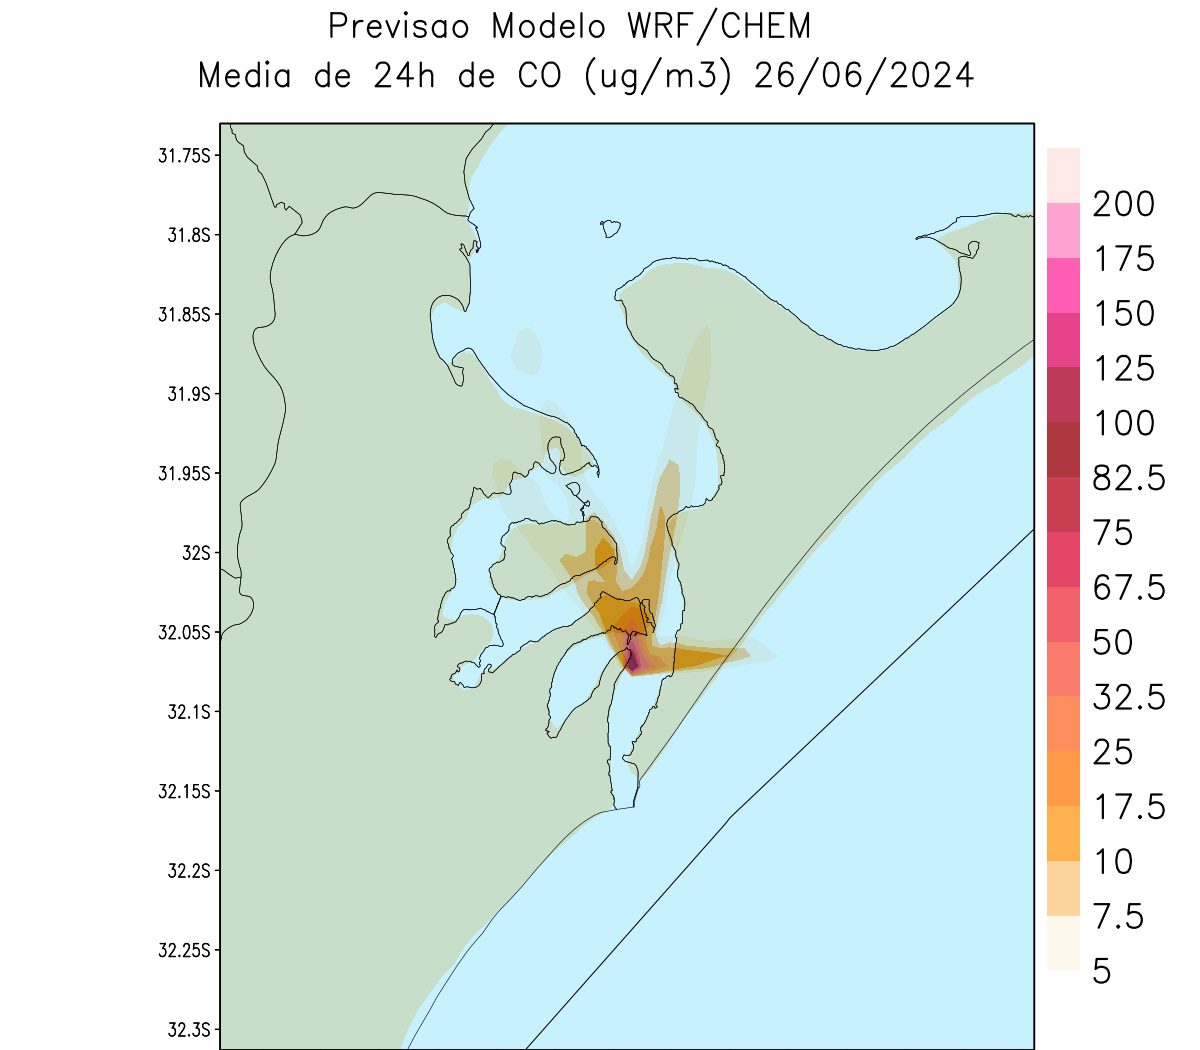 Previsao Modelo WRF/CHEM
Media de 24h de CO (ug/m3) 26/06/2024
31.75S
31.8S
31.85S
31.9S
31.95S
32S
32.05S
32.1S
32.15S
32.2S
32.25S
32.3S
200
175
150
125
100
82.5
75
67.5
50
32.5
25
17.5
10
7.5
5